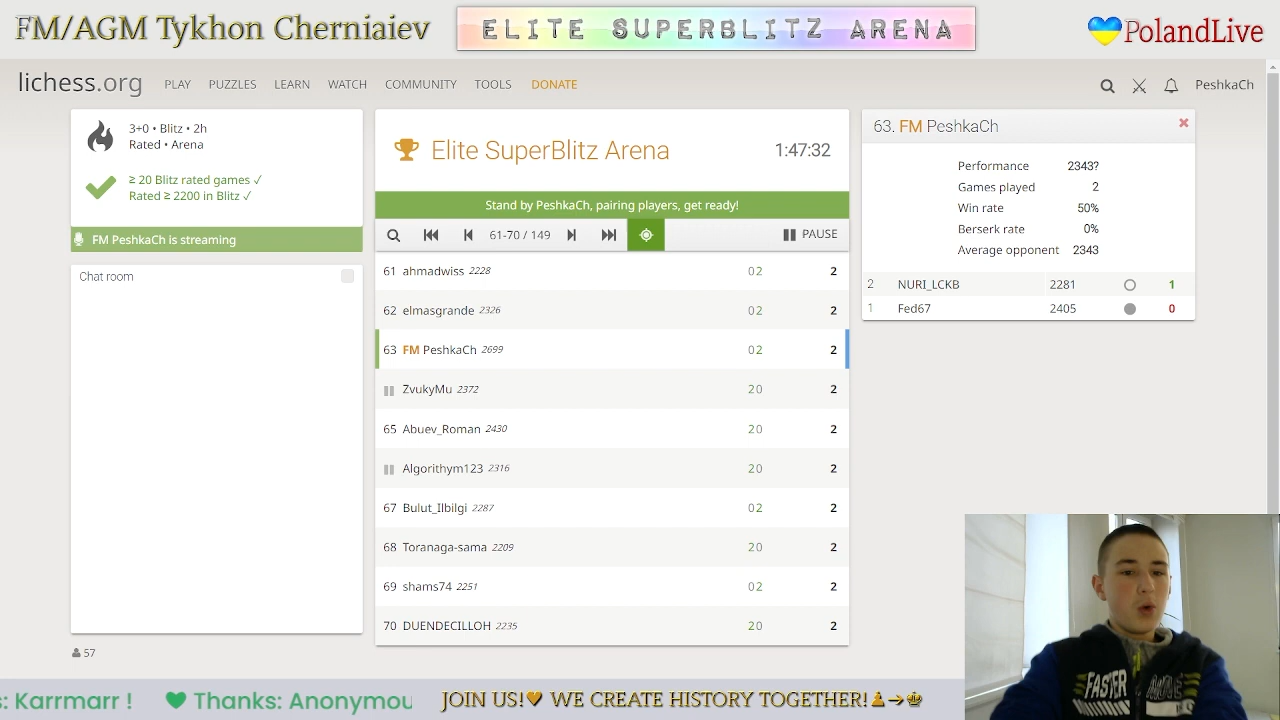 FM/AGM Tykhon Cherniaiev
ELITE SUPERBLITZ ARENA
PolandLive
lichess.org
PLAY
PUZZLES
LEARN
WATCH
COMMUNITY
TOOLS
DONATE
PeshkaCh
3+0 • Blitz • 2h
Rated • Arena
≥ 20 Blitz rated games ✓
Rated ≥ 2200 in Blitz ✓
FM PeshkaCh is streaming
Chat room
57
Elite SuperBlitz Arena
1:47:32
Stand by PeshkaCh, pairing players, get ready!
61-70 / 149
PAUSE
61 ahmadwiss 2228 02 2
62 elmasgrande 2326 02 2
63 FM PeshkaCh 2699 02 2
ZvukyMu 2372 20 2
65 Abuev_Roman 2430 20 2
Algorithym123 2316 20 2
67 Bulut_Ilbilgi 2287 02 2
68 Toranaga-sama 2209 20 2
69 shams74 2251 02 2
70 DUENDECILLOH 2235 20 2
63. FM PeshkaCh
Performance 2343?
Games played 2
Win rate 50%
Berserk rate 0%
Average opponent 2343
2 NURI_LCKB 2281 1
1 Fed67 2405 0
FASTER
s: Karrmarr ! Thanks: Anonymou
JOIN US! WE CREATE HISTORY TOGETHER!